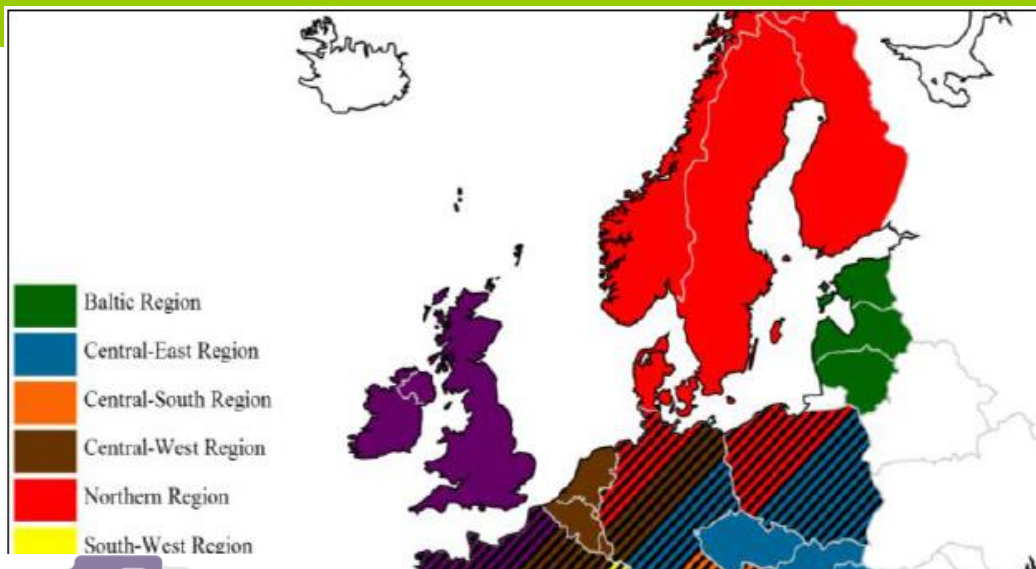 Baltic Region
Central-East Region
Central-South Region
Central-West Region
Northern Region
South-West Region